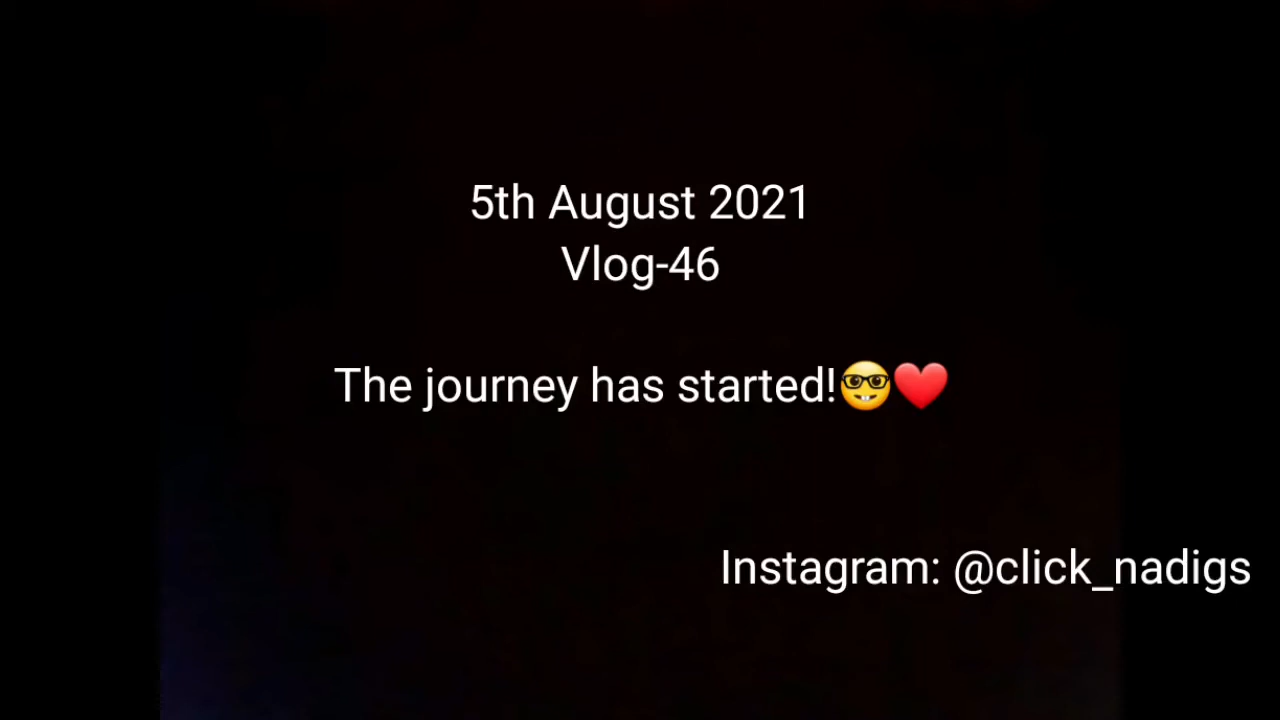 5th August 2021
Vlog-46
The journey has started!🤓❤️
Instagram: @click_nadigs